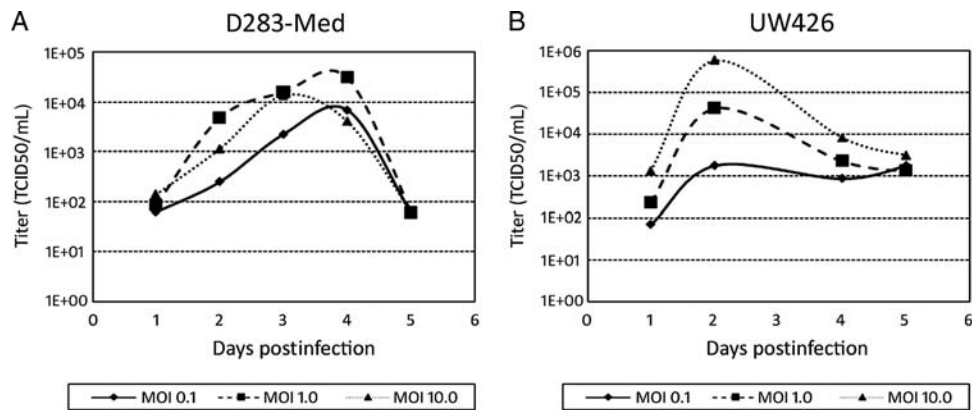 A
D283-Med
Titer (TCID50/mL)
1E+05
1E+04
1E+03
1E+02
1E+01
1E+00
0 1 2 3 4 5 6
Days postinfection
MOI 0.1 MOI 1.0 MOI 10.0
B
UW426
Titer (TCID50/mL)
1E+06
1E+05
1E+04
1E+03
1E+02
1E+01
1E+00
0 1 2 3 4 5 6
Days postinfection
MOI 0.1 MOI 1.0 MOI 10.0